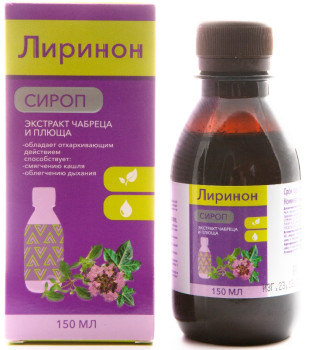 Лиринон
СИРОП
ЭКСТРАКТ ЧАБРЕЦА
И ПЛЮЩА
-обладает отхаркивающим
действием
способствует:
-смягчению кашля
-облегчению дыхания
150 МЛ
Лиринон
СИРОП
ЭКСТРАКТ ЧАБРЕЦА
И ПЛЮЩА
150 МЛ